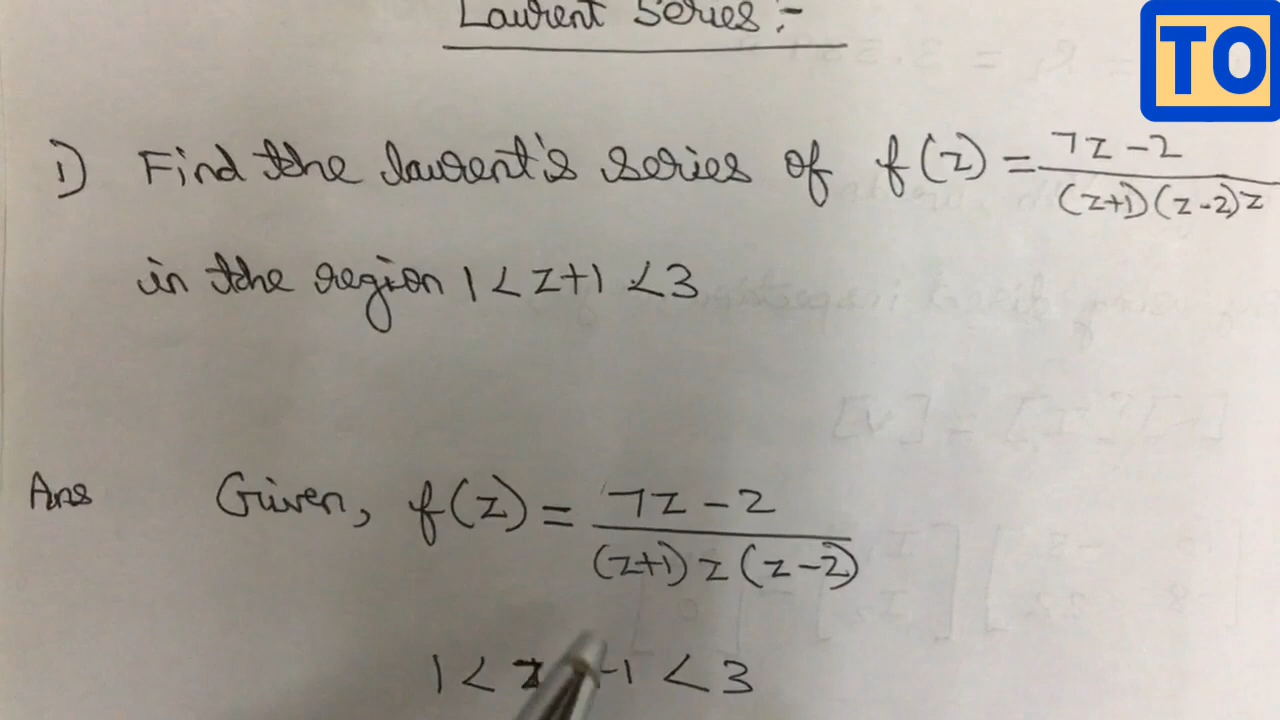 Laurent Series :-
TO
1) Find the laurent's series of f(z) = 7z-2 / (z+1)(z-2)z
in the region 1 < z+1 < 3
Ans Given, f(z) = 7z-2 / (z+1) z (z-2)
1 < z -1 < 3